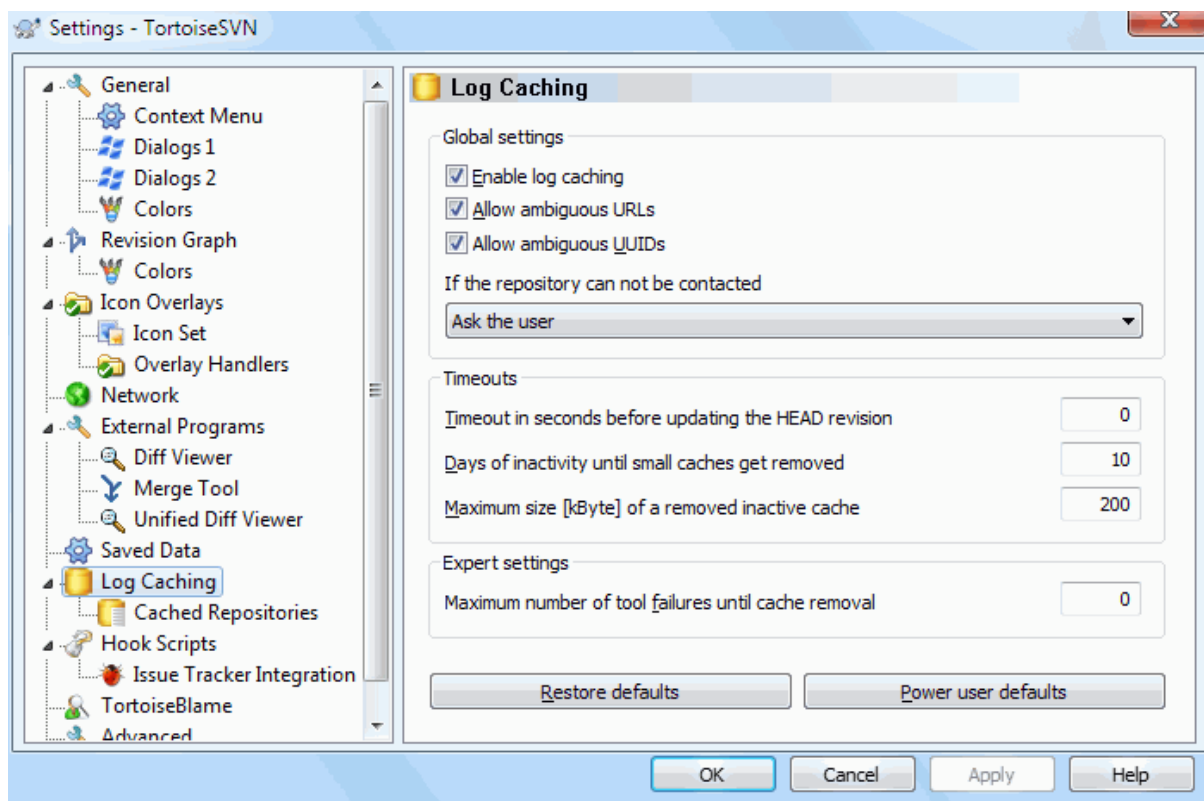 Settings - TortoiseSVN
General
Context Menu
Dialogs 1
Dialogs 2
Colors
Revision Graph
Colors
Icon Overlays
Icon Set
Overlay Handlers
Network
External Programs
Diff Viewer
Merge Tool
Unified Diff Viewer
Saved Data
Log Caching
Cached Repositories
Hook Scripts
Issue Tracker Integration
TortoiseBlame
Advanced
Log Caching
Global settings
Enable log caching
Allow ambiguous URLs
Allow ambiguous UUIDs
If the repository can not be contacted
Ask the user
Timeouts
Timeout in seconds before updating the HEAD revision 0
Days of inactivity until small caches get removed 10
Maximum size [kByte] of a removed inactive cache 200
Expert settings
Maximum number of tool failures until cache removal 0
Restore defaults Power user defaults
OK Cancel Apply Help